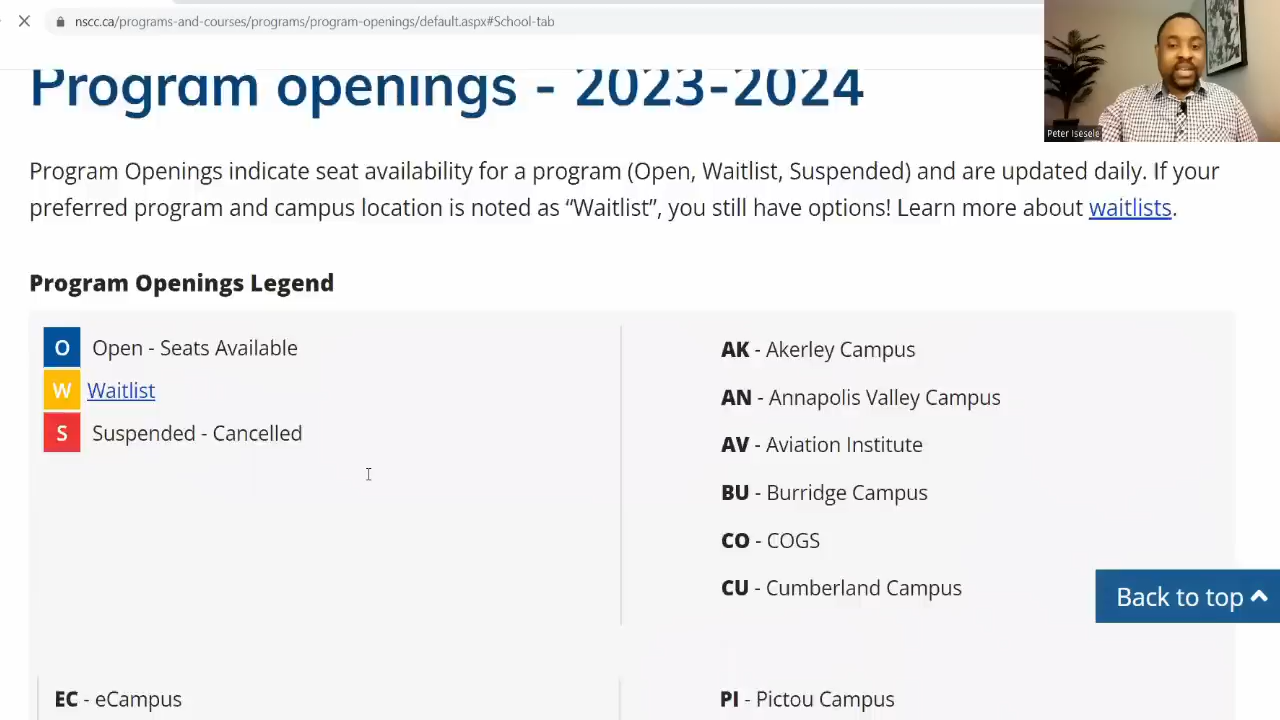 nscc.ca/programs-and-courses/programs/program-openings/default.aspx#School-tab
Program openings - 2023-2024
Peter Isesele
Program Openings indicate seat availability for a program (Open, Waitlist, Suspended) and are updated daily. If your
preferred program and campus location is noted as “Waitlist”, you still have options! Learn more about waitlists.
Program Openings Legend
O Open - Seats Available
W Waitlist
S Suspended - Cancelled
AK - Akerley Campus
AN - Annapolis Valley Campus
AV - Aviation Institute
BU - Burridge Campus
CO - COGS
CU - Cumberland Campus
Back to top
EC - eCampus
PI - Pictou Campus